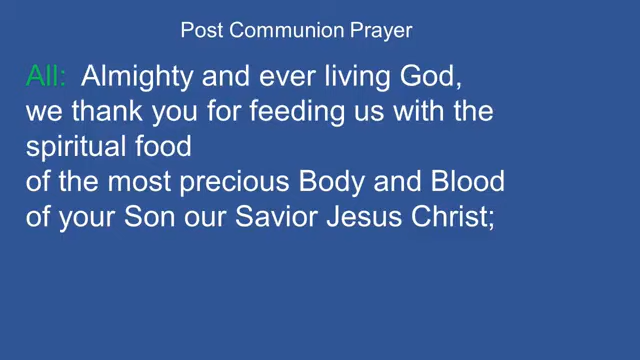 Post Communion Prayer
All: Almighty and ever living God,
we thank you for feeding us with the
spiritual food
of the most precious Body and Blood
of your Son our Savior Jesus Christ;